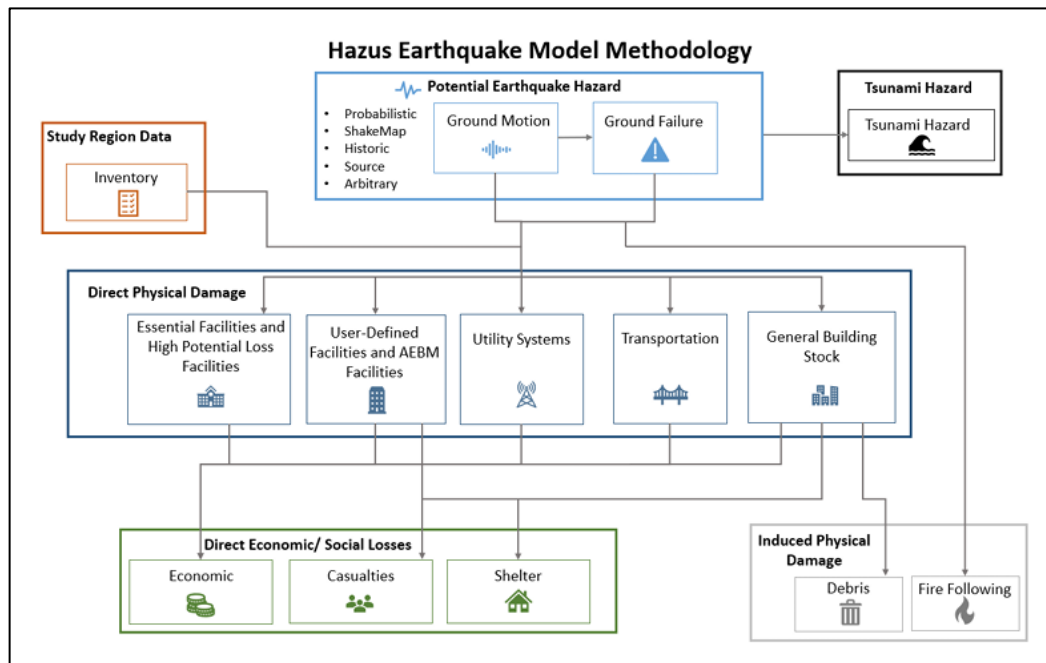 Hazus Earthquake Model Methodology
Potential Earthquake Hazard
• Probabilistic
• ShakeMap
• Historic
• Source
• Arbitrary
Ground Motion
Ground Failure
Tsunami Hazard
Tsunami Hazard
Study Region Data
Inventory
Direct Physical Damage
Essential Facilities and
High Potential Loss
Facilities
User-Defined
Facilities and AEBM
Facilities
Utility Systems
Transportation
General Building
Stock
Direct Economic/ Social Losses
Economic
Casualties
Shelter
Induced Physical
Damage
Debris
Fire Following